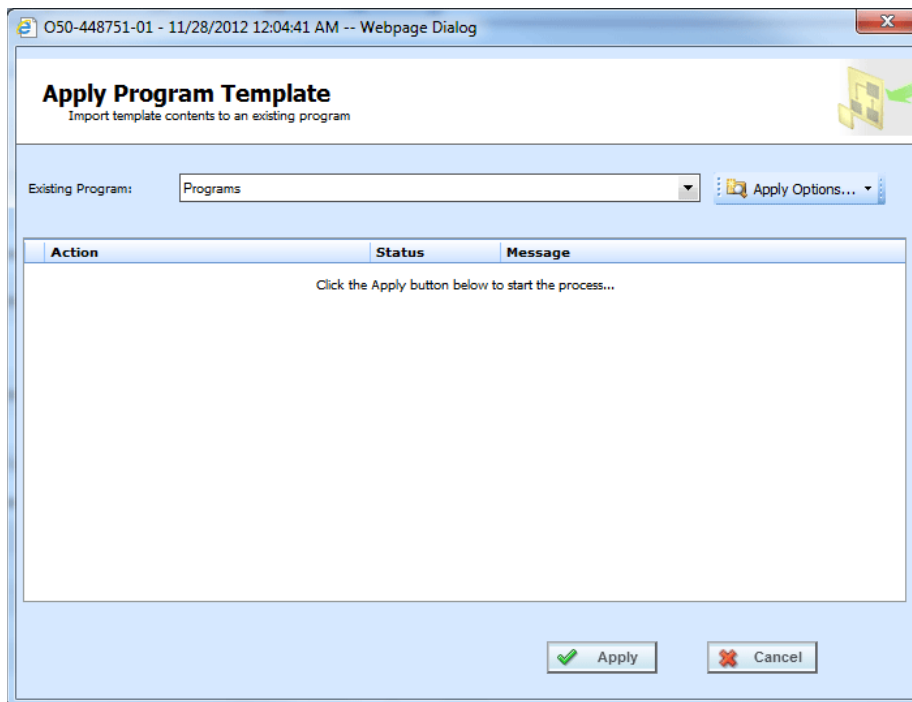 O50-448751-01 - 11/28/2012 12:04:41 AM -- Webpage Dialog
Apply Program Template
Import template contents to an existing program
Existing Program: Programs Apply Options...
Action Status Message
Click the Apply button below to start the process...
Apply Cancel